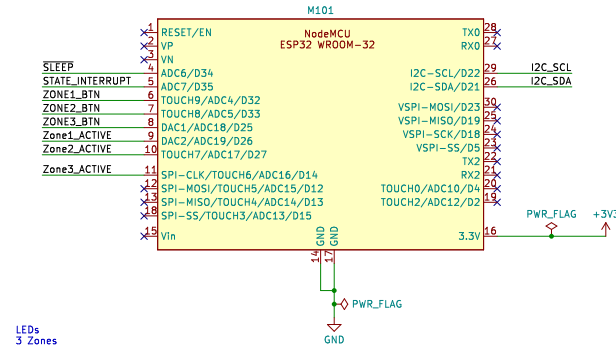 M101
NodeMCU
ESP32 WROOM-32
1 RESET/EN
2 VP
3 VN
SLEEP 4 ADC6/D34
STATE_INTERRUPT 5 ADC7/D35
ZONE1_BTN 6 TOUCH9/ADC4/D32
ZONE2_BTN 7 TOUCH8/ADC5/D33
ZONE3_BTN 8 DAC1/ADC18/D25
Zone1_ACTIVE 9 DAC2/ADC19/D26
Zone2_ACTIVE 10 TOUCH7/ADC17/D27
Zone3_ACTIVE 11 SPI-CLK/TOUCH6/ADC16/D14
12 SPI-MOSI/TOUCH5/ADC15/D12
13 SPI-MISO/TOUCH4/ADC14/D13
18 SPI-SS/TOUCH3/ADC13/D15
15 Vin
TX0 28
RX0 27
I2C-SCL/D22 29 I2C_SCL
I2C-SDA/D21 26 I2C_SDA
VSPI-MOSI/D23 30
VSPI-MISO/D19 25
VSPI-SCK/D18 24
VSPI-SS/D5 23
TX2 22
RX2 21
TOUCH0/ADC10/D4 20
TOUCH2/ADC12/D2 19
3.3V 16
PWR_FLAG
+3V3
GND 14
GND 17
PWR_FLAG
GND
LEDs
3 Zones